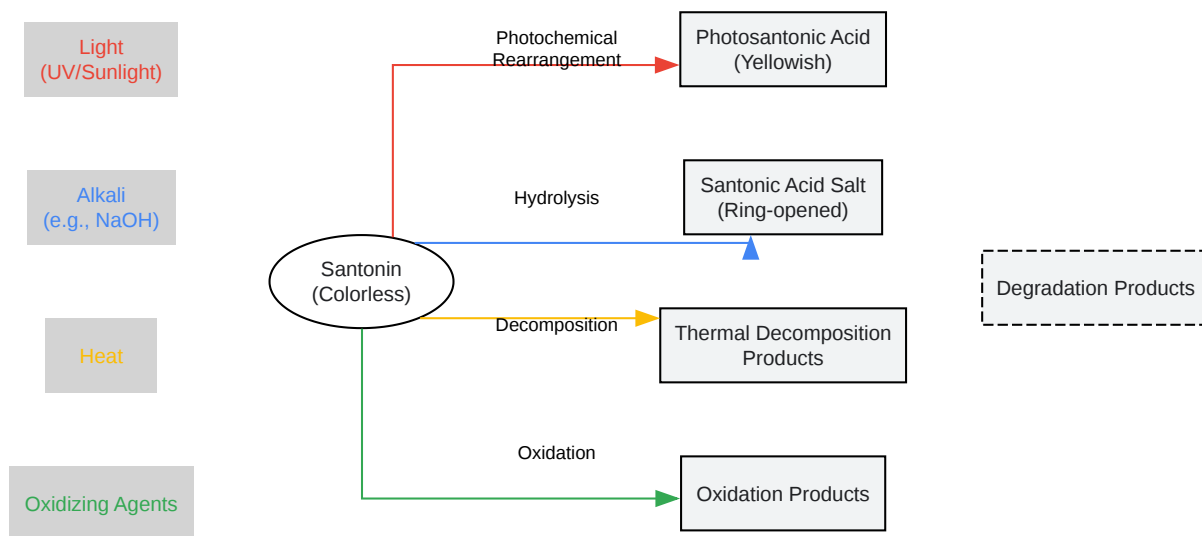 Light
(UV/Sunlight)
Photochemical
Rearrangement
Photosantonic Acid
(Yellowish)
Alkali
(e.g., NaOH)
Hydrolysis
Santonic Acid Salt
(Ring-opened)
Santonin
(Colorless)
Degradation Products
Heat
Decomposition
Thermal Decomposition
Products
Oxidizing Agents
Oxidation
Oxidation Products